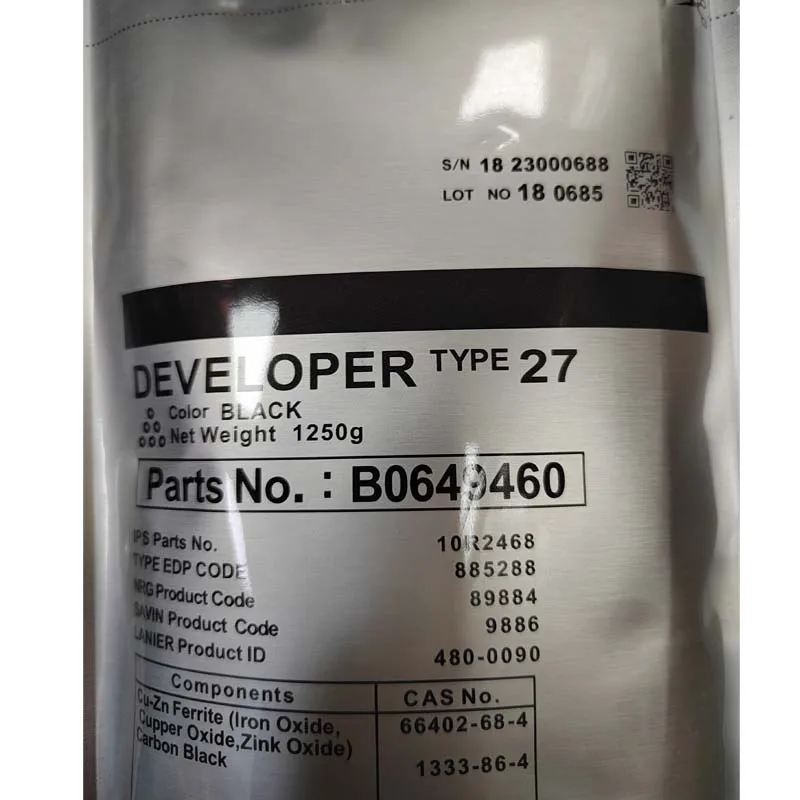 S/N 18 23000688
LOT NO 18 0685
DEVELOPER TYPE 27
Color BLACK
Net Weight 1250g
Parts No. : B0649460
IPS Parts No. 10R2468
TYPE EDP CODE 885288
NRG Product Code 89884
SAVIN Product Code 9886
LANIER Product ID 480-0090
Components CAS No.
Cu-Zn Ferrite (Iron Oxide, 66402-68-4
Cupper Oxide,Zink Oxide)
Carbon Black 1333-86-4